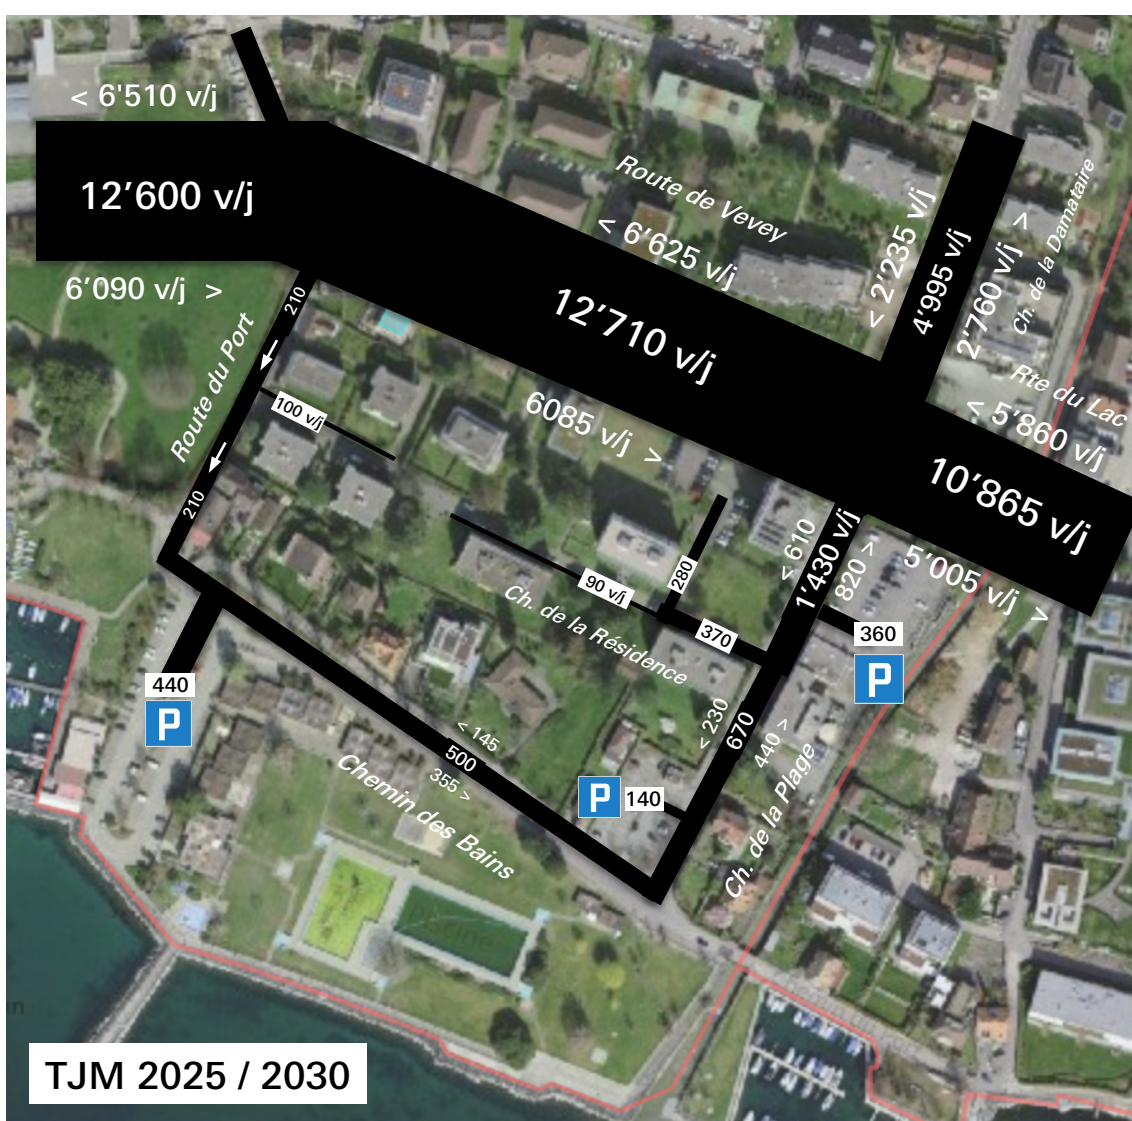 < 6'510 v/j
12’600 v/j
6’090 v/j >
Route de Vevey
< 6’625 v/j
12’710 v/j
6085 v/j >
< 2’235 v/j
4’995 v/j
2’760 v/j >
Ch. de la Damataire
Rte du Lac
< 5’860 v/j
10’865 v/j
5’005 v/j >
210
Route du Port
100 v/j
210
440
P
< 610
1’430 v/j
820 >
360
P
280
90 v/j
370
Ch. de la Résidence
< 230
670
440 >
Ch. de la Plage
< 145
500
355 >
Chemin des Bains
P
140
TJM 2025 / 2030